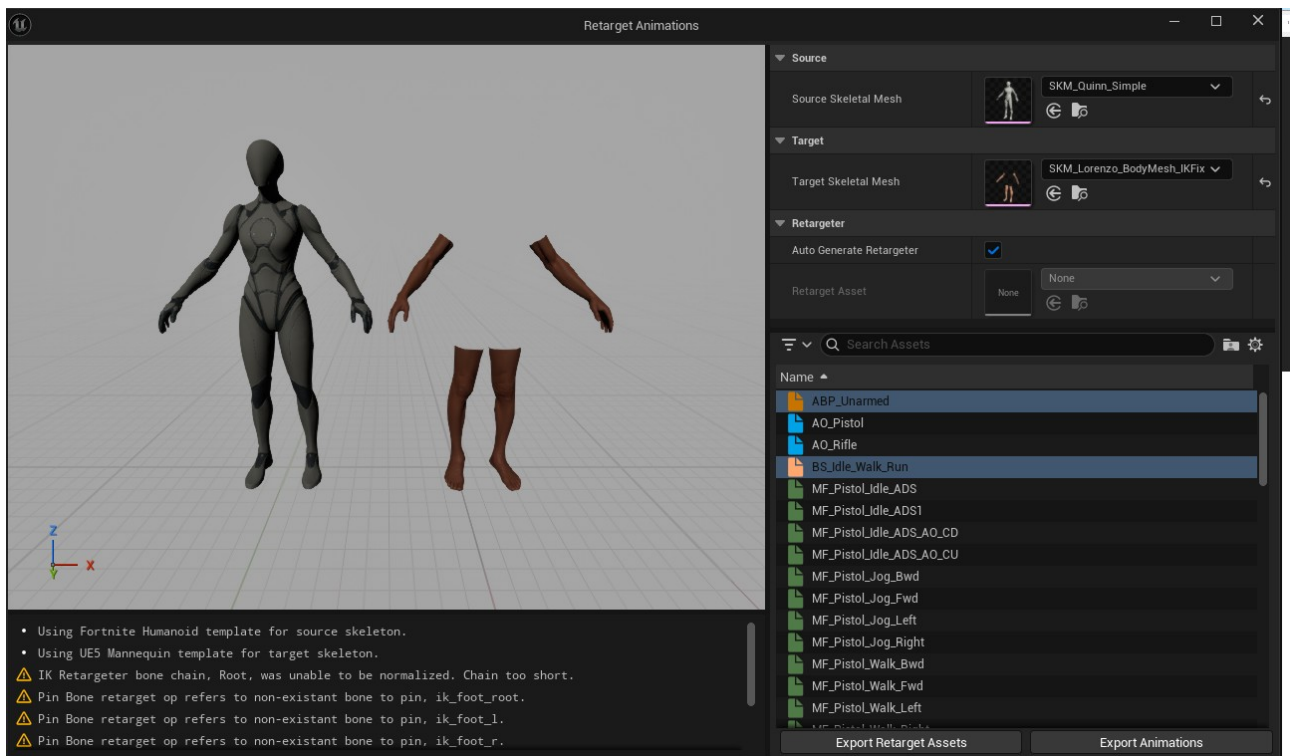 Retarget Animations
Source
Source Skeletal Mesh
SKM_Quinn_Simple
Target
Target Skeletal Mesh
SKM_Lorenzo_BodyMesh_IKFix
Retargeter
Auto Generate Retargeter
Retarget Asset
None
None
Search Assets
Name
ABP_Unarmed
AO_Pistol
AO_Rifle
BS_Idle_Walk_Run
MF_Pistol_Idle_ADS
MF_Pistol_Idle_ADS1
MF_Pistol_Idle_ADS_AO_CD
MF_Pistol_Idle_ADS_AO_CU
MF_Pistol_Jog_Bwd
MF_Pistol_Jog_Fwd
MF_Pistol_Jog_Left
MF_Pistol_Jog_Right
MF_Pistol_Walk_Bwd
MF_Pistol_Walk_Fwd
MF_Pistol_Walk_Left
MF_Pistol_Walk_Right
Export Retarget Assets
Export Animations
Z
X
Y
• Using Fortnite Humanoid template for source skeleton.
• Using UE5 Mannequin template for target skeleton.
IK Retargeter bone chain, Root, was unable to be normalized. Chain too short.
Pin Bone retarget op refers to non-existant bone to pin, ik_foot_root.
Pin Bone retarget op refers to non-existant bone to pin, ik_foot_l.
Pin Bone retarget op refers to non-existant bone to pin, ik_foot_r.